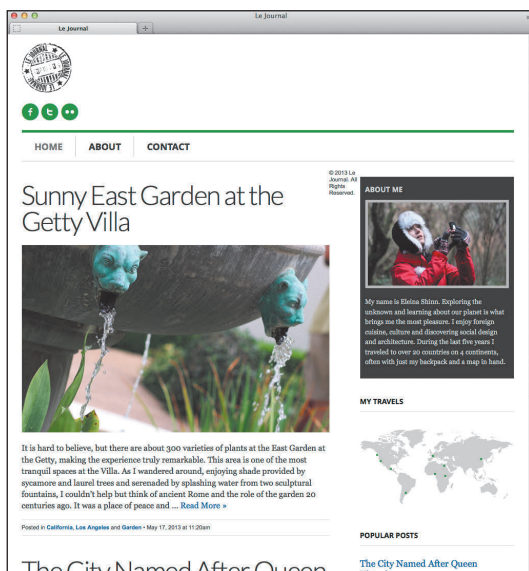 Le Journal
Le Journal
HOME ABOUT CONTACT
Sunny East Garden at the
Getty Villa
It is hard to believe, but there are about 300 varieties of plants at the East Garden at
the Getty, making the experience truly remarkable. This area is one of the most
tranquil spaces at the Villa. As I wandered around, enjoying shade provided by
sycamore and laurel trees and serenaded by splashing water from two sculptural
fountains, I couldn't help but think of ancient Rome and the role of the garden 20
centuries ago. It was a place of peace and ... Read More »
Posted in California, Los Angeles and Garden • May 17, 2013 at 11:20am
The City Named After Queen
© 2013 Le
Journal. All
Rights
Reserved.
ABOUT ME
My name is Eleina Shinn. Exploring the
unknown and learning about our planet is what
brings me the most pleasure. I enjoy foreign
cuisine, culture and discovering social design
and architecture. During the last five years I
traveled to over 20 countries on 4 continents,
often with just my backpack and a map in hand.
MY TRAVELS
POPULAR POSTS
The City Named After Queen